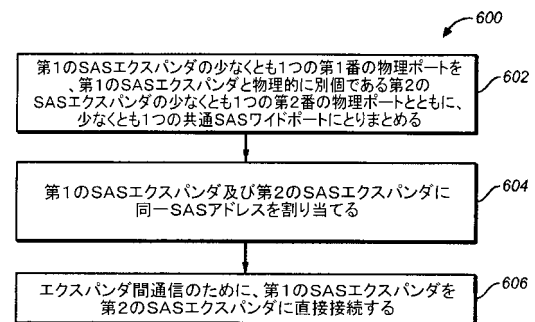 600
第1のSASエクスパンダの少なくとも1つの第1番の物理ポートを
、第1のSASエクスパンダと物理的に別個である第2の
SASエクスパンダの少なくとも1つの第2番の物理ポートとともに、
少なくとも1つの共通SASワイドポートにとりまとめる
602
第1のSASエクスパンダ及び第2のSASエクスパンダに
同一SASアドレスを割り当てる
604
エクスパンダ間通信のために、第1のSASエクスパンダを
第2のSASエクスパンダに直接接続する
606